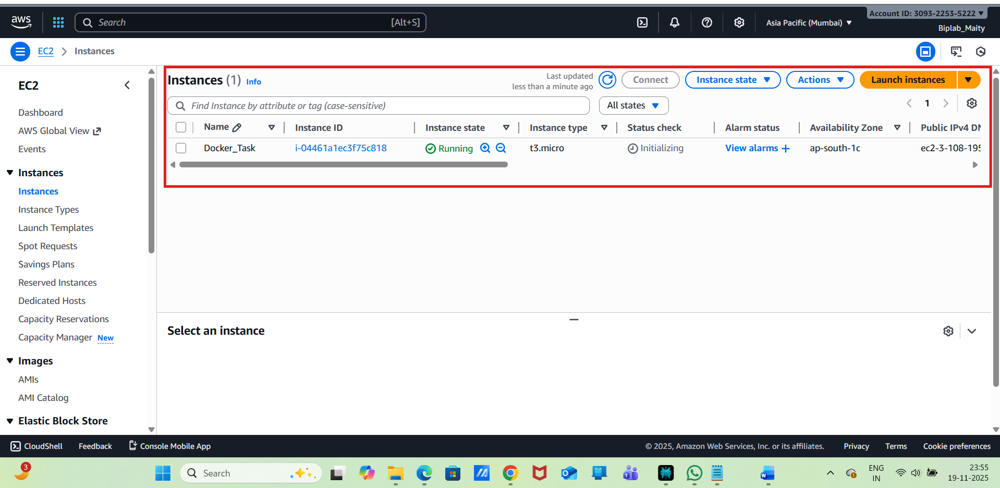 aws
Search [Alt+S]
Asia Pacific (Mumbai)
Account ID: 3093-2253-5222
Biplab_Maity
EC2 Instances
EC2
Dashboard
AWS Global View
Events
Instances
Instances
Instance Types
Launch Templates
Spot Requests
Savings Plans
Reserved Instances
Dedicated Hosts
Capacity Reservations
Capacity Manager New
Images
AMIs
AMI Catalog
Elastic Block Store
Instances (1) Info
Last updated
less than a minute ago
Connect
Instance state
Actions
Launch instances
Find Instance by attribute or tag (case-sensitive)
All states
1
Name Instance ID Instance state Instance type Status check Alarm status Availability Zone Public IPv4 DN
Docker_Task i-04461a1ec3f75c818 Running t3.micro Initializing View alarms + ap-south-1c ec2-3-108-195
Select an instance
CloudShell Feedback Console Mobile App © 2025, Amazon Web Services, Inc. or its affiliates. Privacy Terms Cookie preferences
3
Search
ENG
IN
23:55
19-11-2025